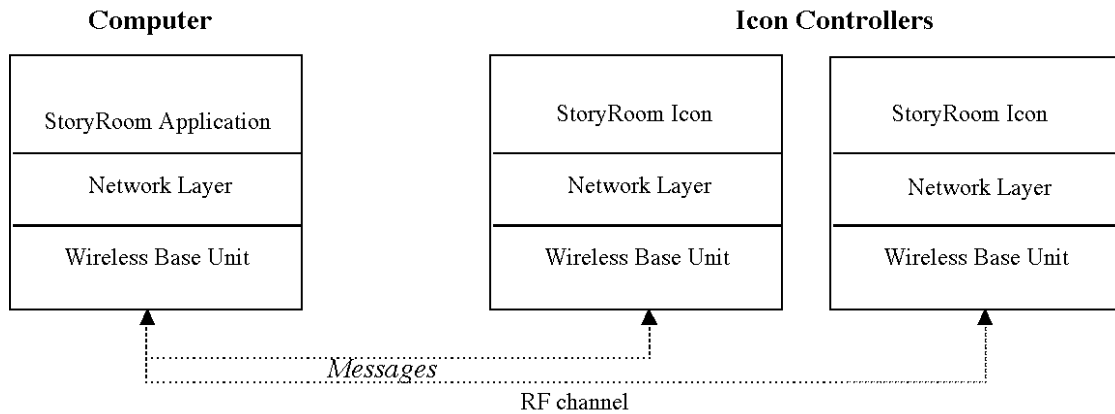 Computer
Icon Controllers
StoryRoom Application
Network Layer
Wireless Base Unit
StoryRoom Icon
Network Layer
Wireless Base Unit
StoryRoom Icon
Network Layer
Wireless Base Unit
Messages
RF channel